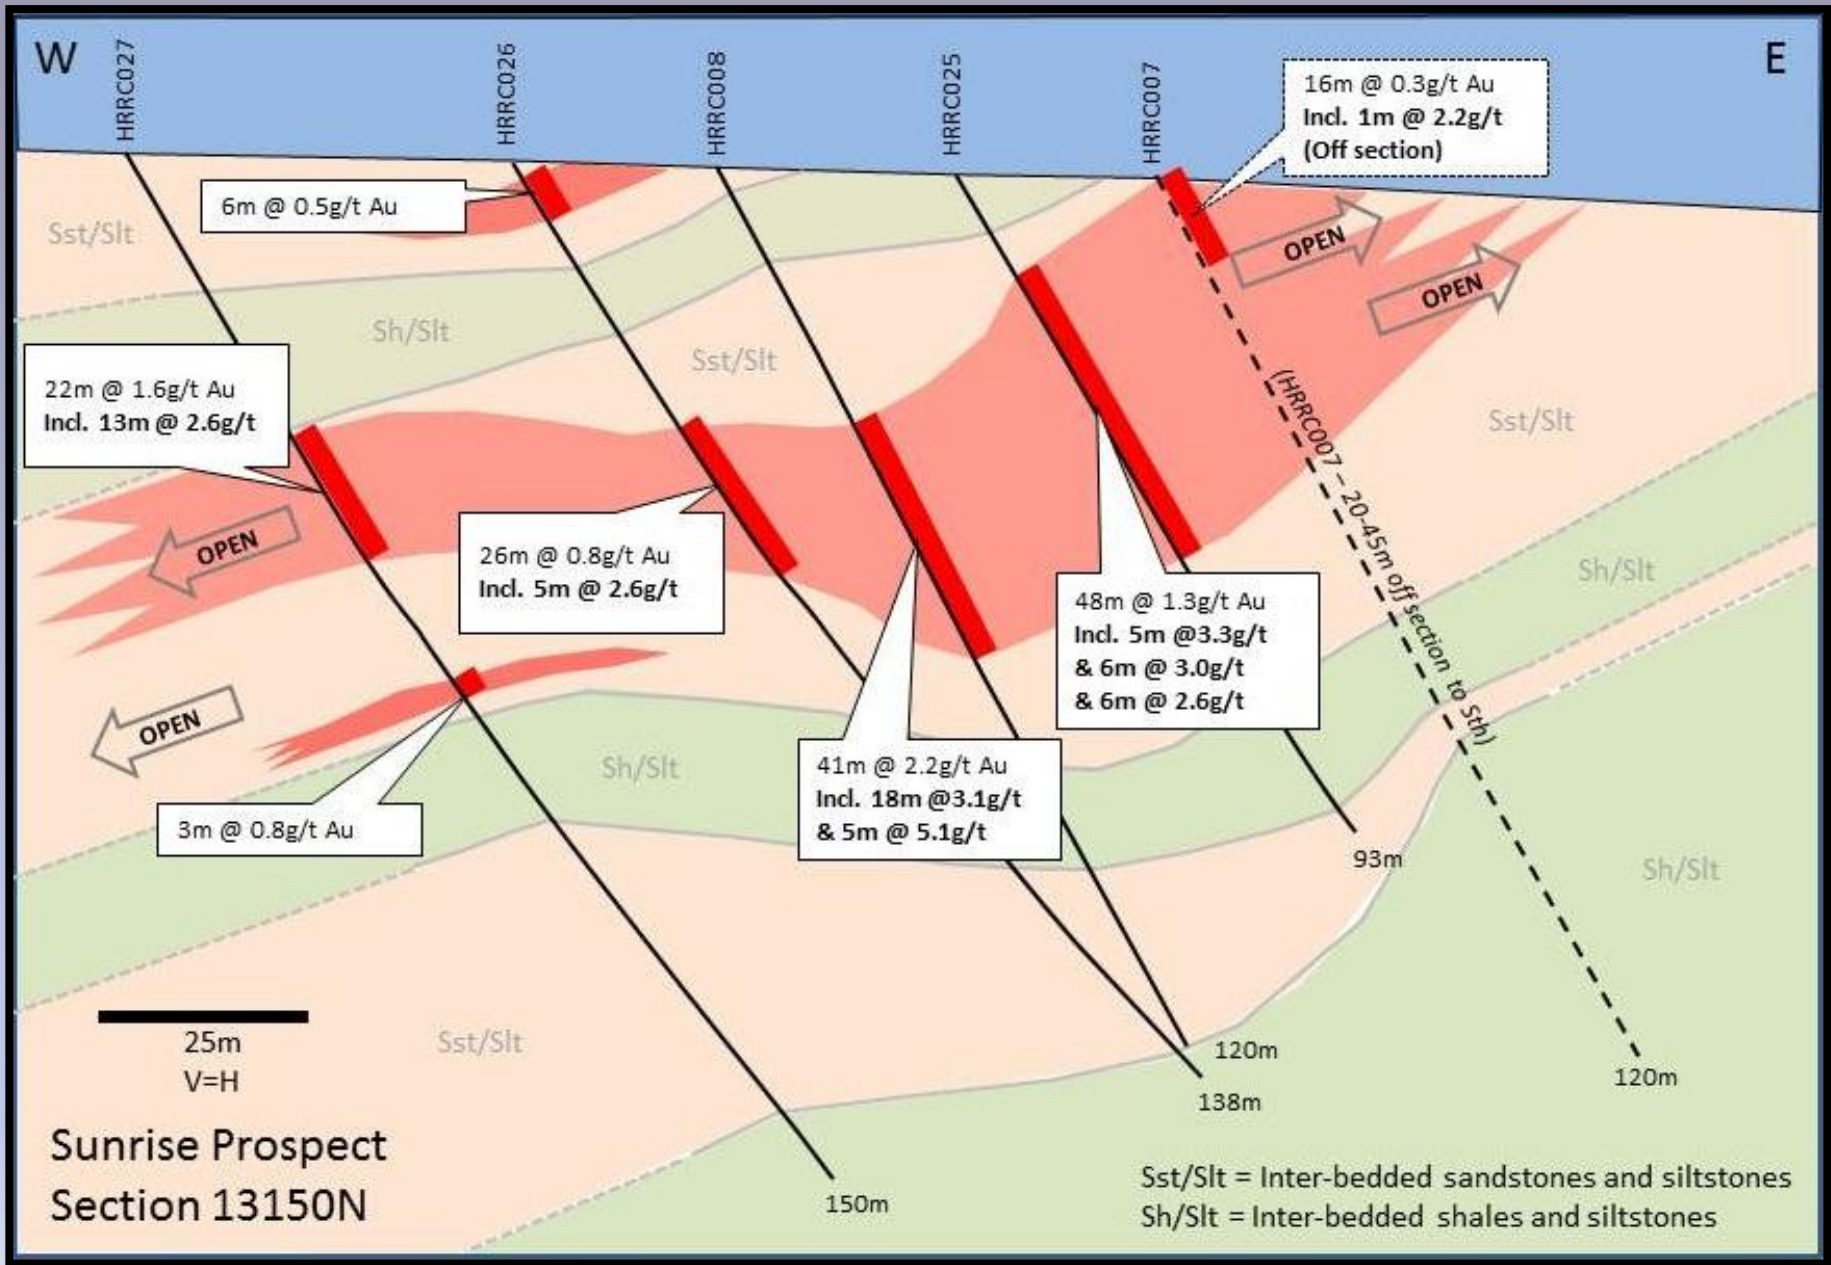 W
E
HRRC027
HRRC026
HRRC008
HRRC025
HRRC007
16m @ 0.3g/t Au
Incl. 1m @ 2.2g/t
(Off section)
6m @ 0.5g/t Au
Sst/Slt
OPEN
OPEN
Sh/Slt
Sst/Slt
22m @ 1.6g/t Au
Incl. 13m @ 2.6g/t
(HRRC007 – 20-45m off section to Sth)
Sst/Slt
OPEN
26m @ 0.8g/t Au
Incl. 5m @ 2.6g/t
48m @ 1.3g/t Au
Incl. 5m @3.3g/t
& 6m @ 3.0g/t
& 6m @ 2.6g/t
Sh/Slt
OPEN
Sh/Slt
41m @ 2.2g/t Au
Incl. 18m @3.1g/t
& 5m @ 5.1g/t
3m @ 0.8g/t Au
93m
Sh/Slt
25m
V=H
Sst/Slt
120m
138m
120m
150m
Sunrise Prospect
Section 13150N
Sst/Slt = Inter-bedded sandstones and siltstones
Sh/Slt = Inter-bedded shales and siltstones